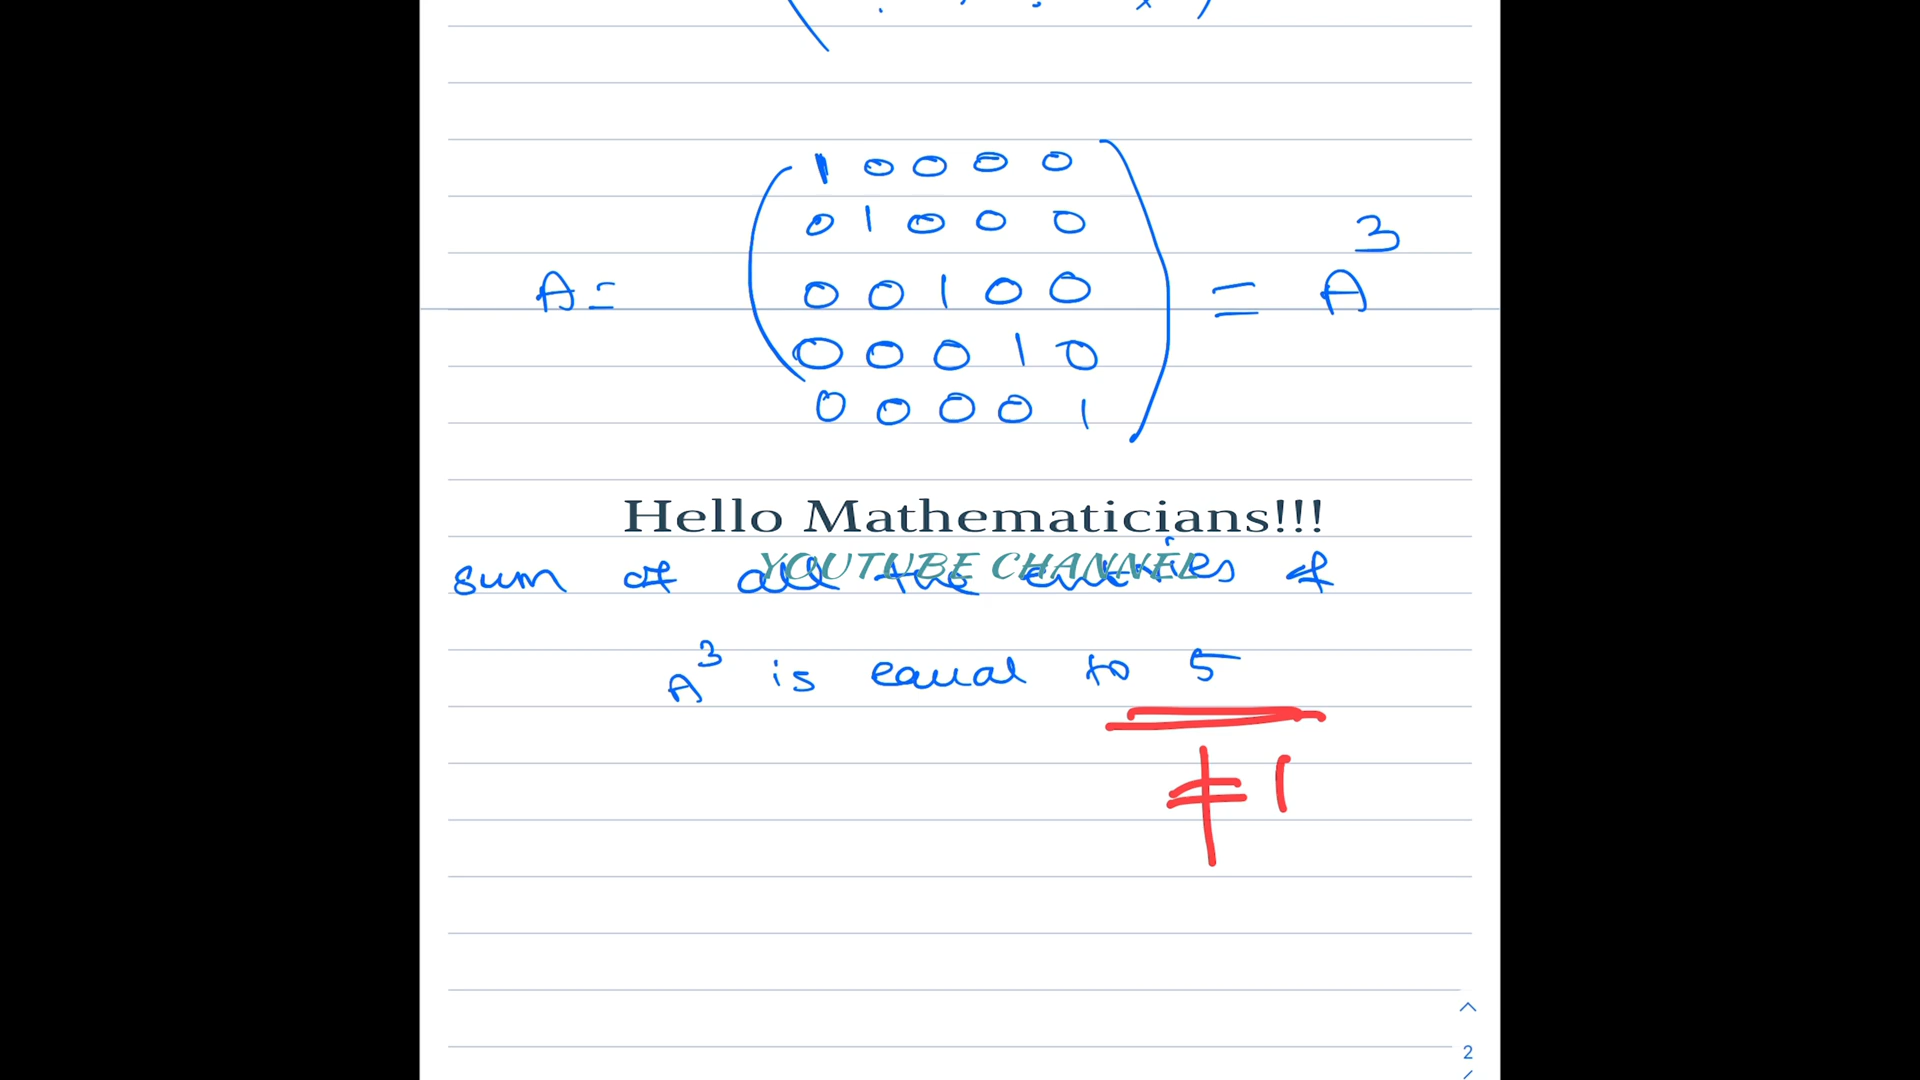 1 0 0 0 0
0 1 0 0 0
A = 0 0 1 0 0 = A³
0 0 0 1 0
0 0 0 0 1
Hello Mathematicians!!!
YOUTUBE CHANNEL
sum of all the entries of
A³ is equal to 5
≠ 1
2